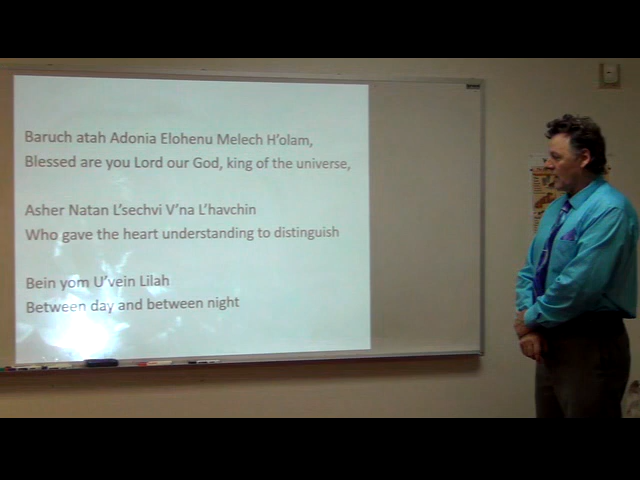 Baruch atah Adonia Elohenu Melech H'olam,
Blessed are you Lord our God, king of the universe,
Asher Natan L'sechvi V'na L'havchin
Who gave the heart understanding to distinguish
Bein yom U'vein Lilah
Between day and between night